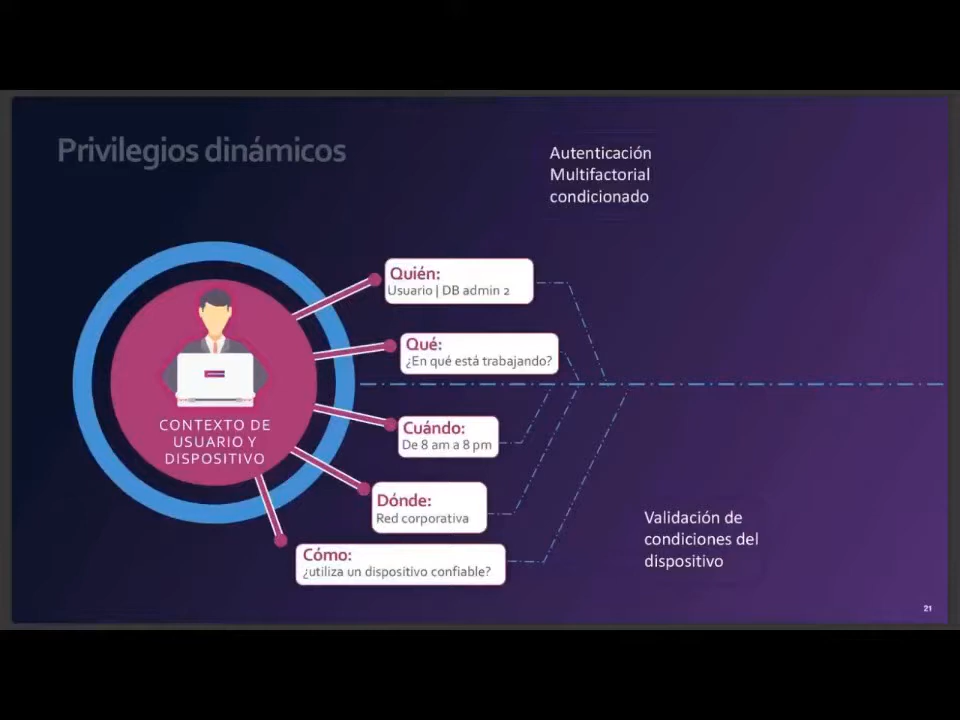 Privilegios dinámicos
Autenticación
Multifactorial
condicionado
Quién:
Usuario | DB admin 2
Qué:
¿En qué está trabajando?
CONTEXTO DE
USUARIO Y
DISPOSITIVO
Cuándo:
De 8 am a 8 pm
Dónde:
Red corporativa
Cómo:
¿utiliza un dispositivo confiable?
Validación de
condiciones del
dispositivo
21